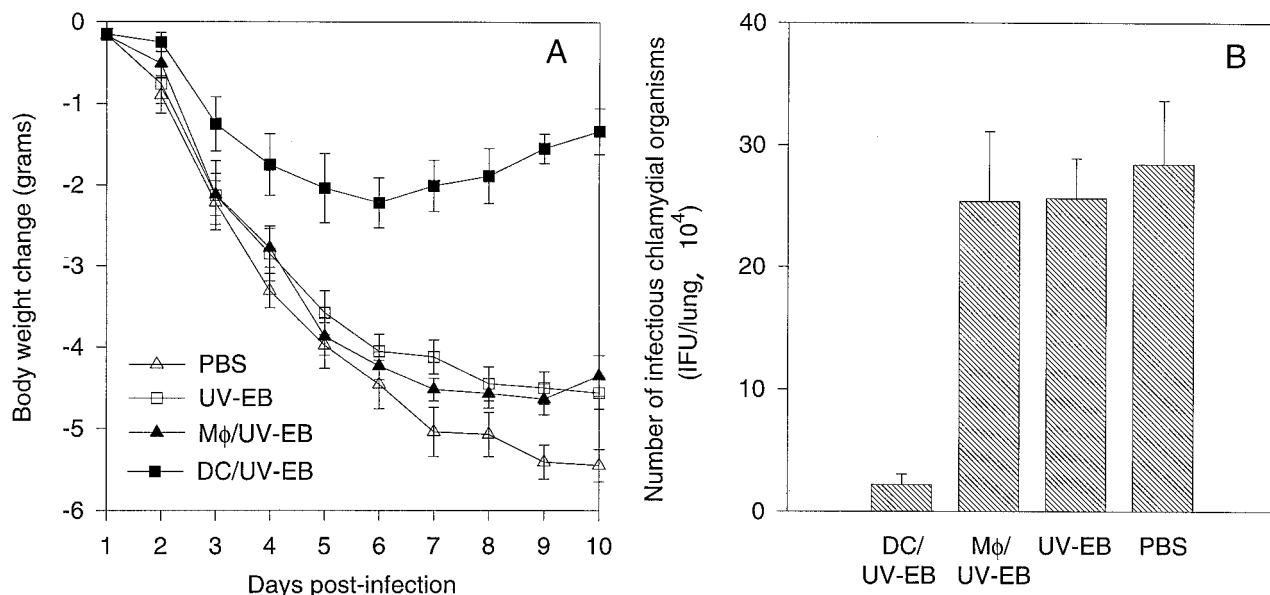 A
Body weight change (grams)
0
-1
-2
-3
-4
-5
-6
PBS
UV-EB
Mφ/UV-EB
DC/UV-EB
1 2 3 4 5 6 7 8 9 10
Days post-infection
B
Number of infectious chlamydial organisms
(IFU/lung, 10⁴)
40
30
20
10
0
DC/
UV-EB
Mφ/
UV-EB
UV-EB
PBS